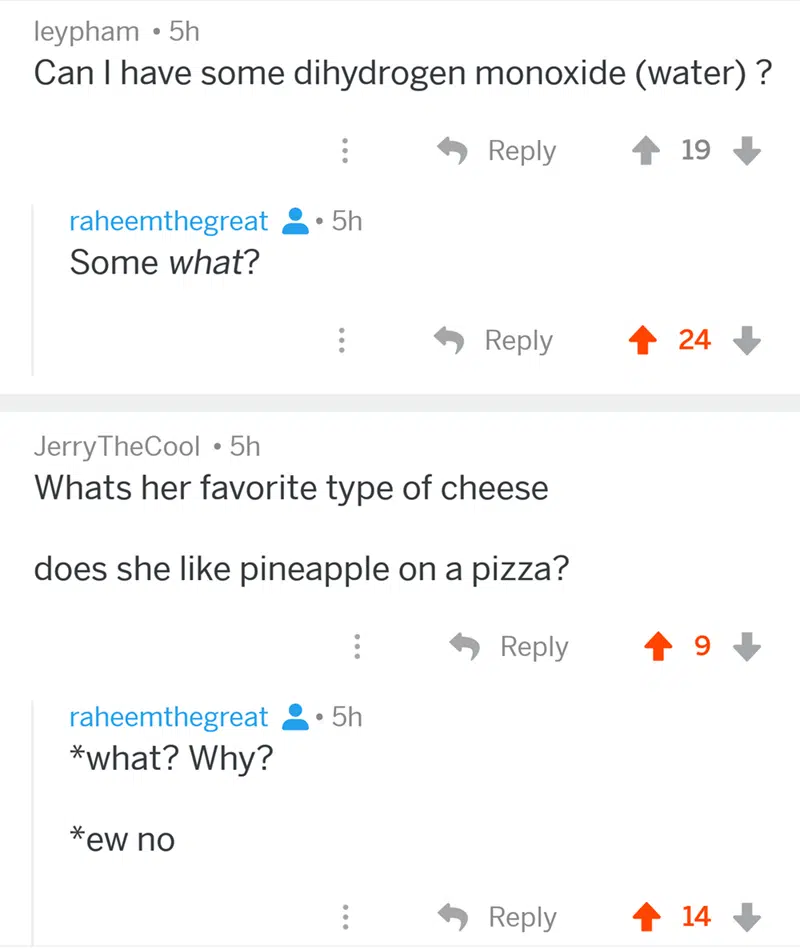 leypham • 5h
Can I have some dihydrogen monoxide (water) ?
Reply 19
raheemthegreat • 5h
Some what?
Reply 24
JerryTheCool • 5h
Whats her favorite type of cheese
does she like pineapple on a pizza?
Reply 9
raheemthegreat • 5h
*what? Why?
*ew no
Reply 14